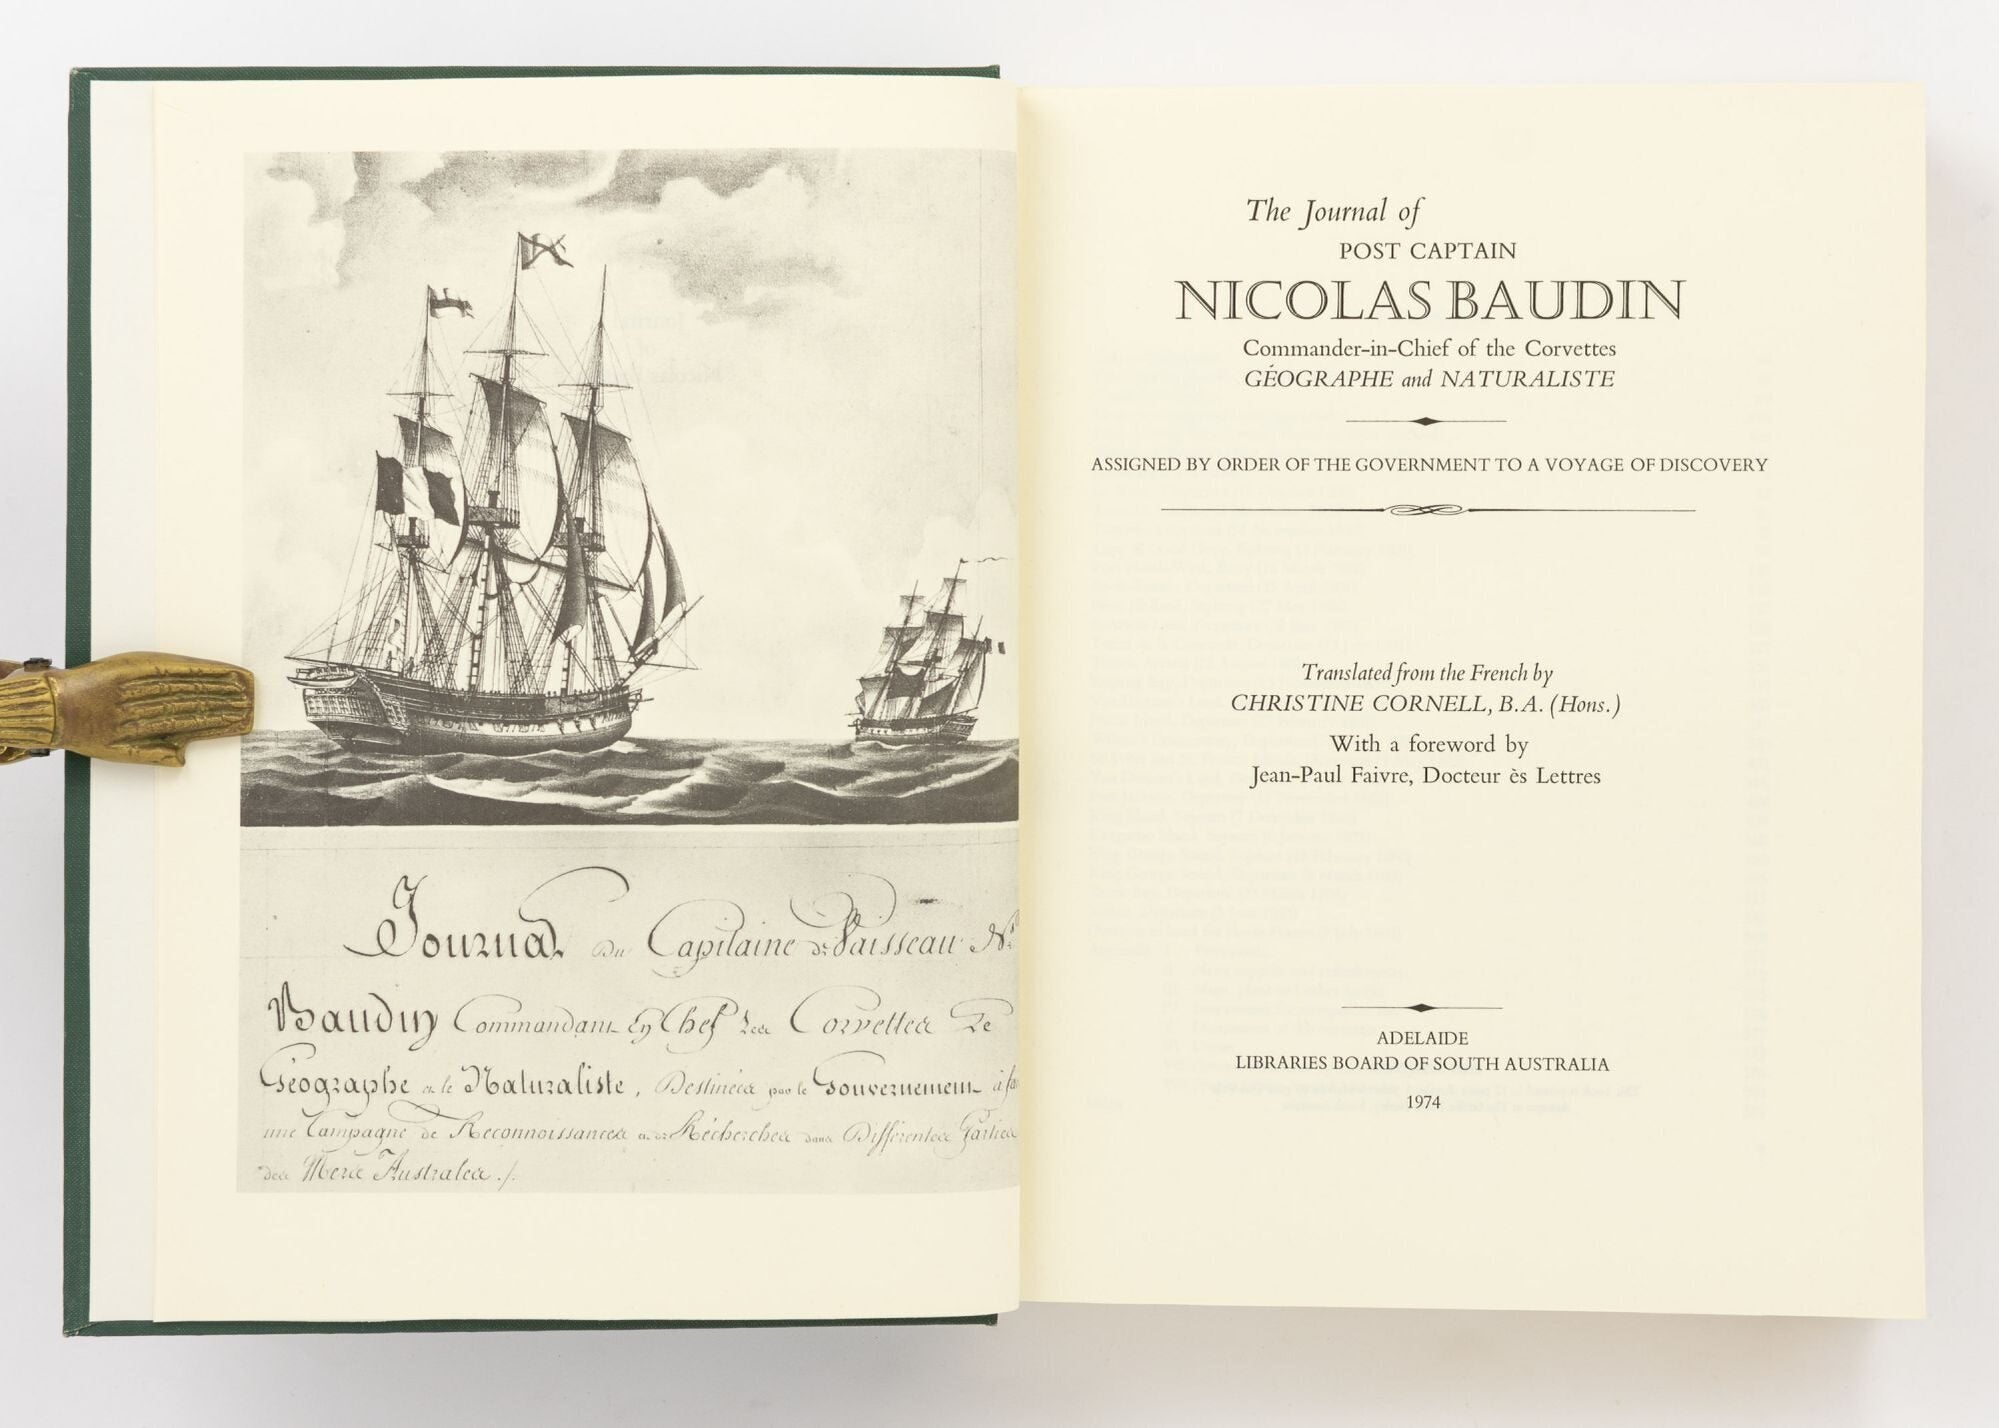 Journal du Capitaine de Vaisseau
Baudin Commandant En Chef des Corvettes Le
Géographe et le Naturaliste, Destinées par le Gouvernement à
une Campagne de Reconnoissances et de Récherches dans Différentes Parties
des Mers Australes ./.
The Journal of
POST CAPTAIN
NICOLAS BAUDIN
Commander-in-Chief of the Corvettes
GÉOGRAPHE and NATURALISTE
ASSIGNED BY ORDER OF THE GOVERNMENT TO A VOYAGE OF DISCOVERY
Translated from the French by
CHRISTINE CORNELL, B.A. (Hons.)
With a foreword by
Jean-Paul Faivre, Docteur ès Lettres
ADELAIDE
LIBRARIES BOARD OF SOUTH AUSTRALIA
1974